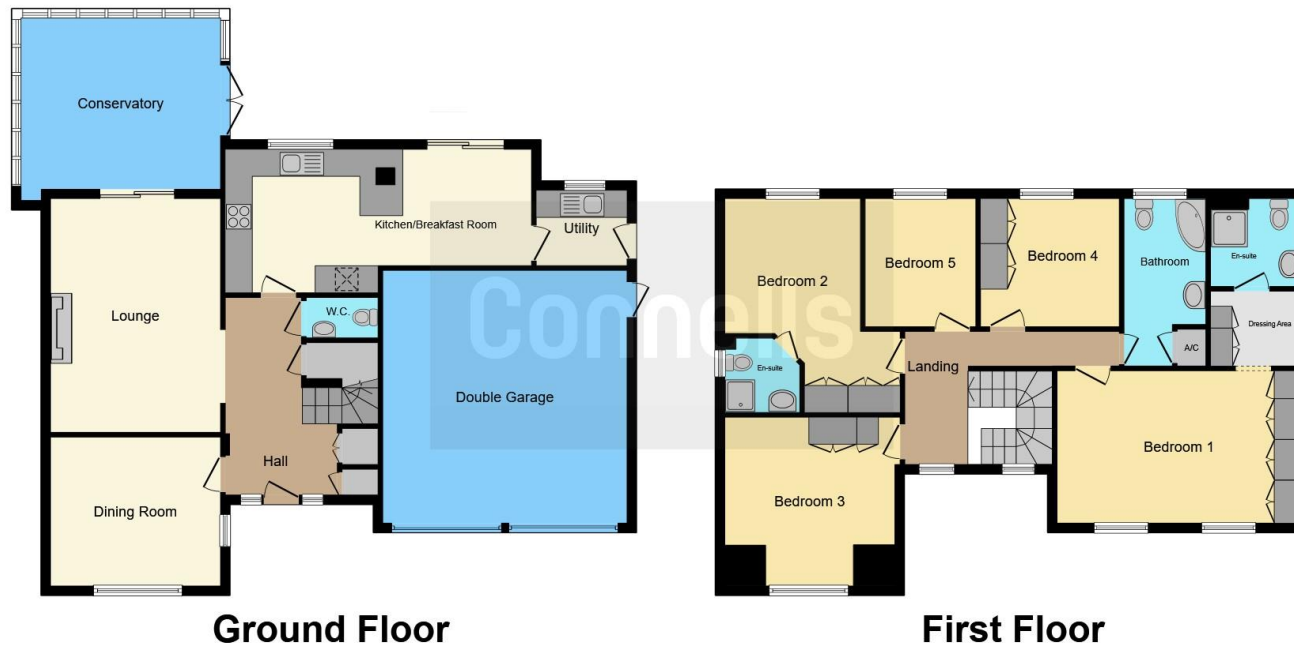 Conservatory
Kitchen/Breakfast Room
Utility
Lounge
W.C.
Double Garage
Hall
Dining Room
Ground Floor
Bedroom 2
Bedroom 5
Bedroom 4
Bathroom
En-suite
Dressing Area
A/C
Landing
En-suite
Bedroom 1
Bedroom 3
First Floor
Connells